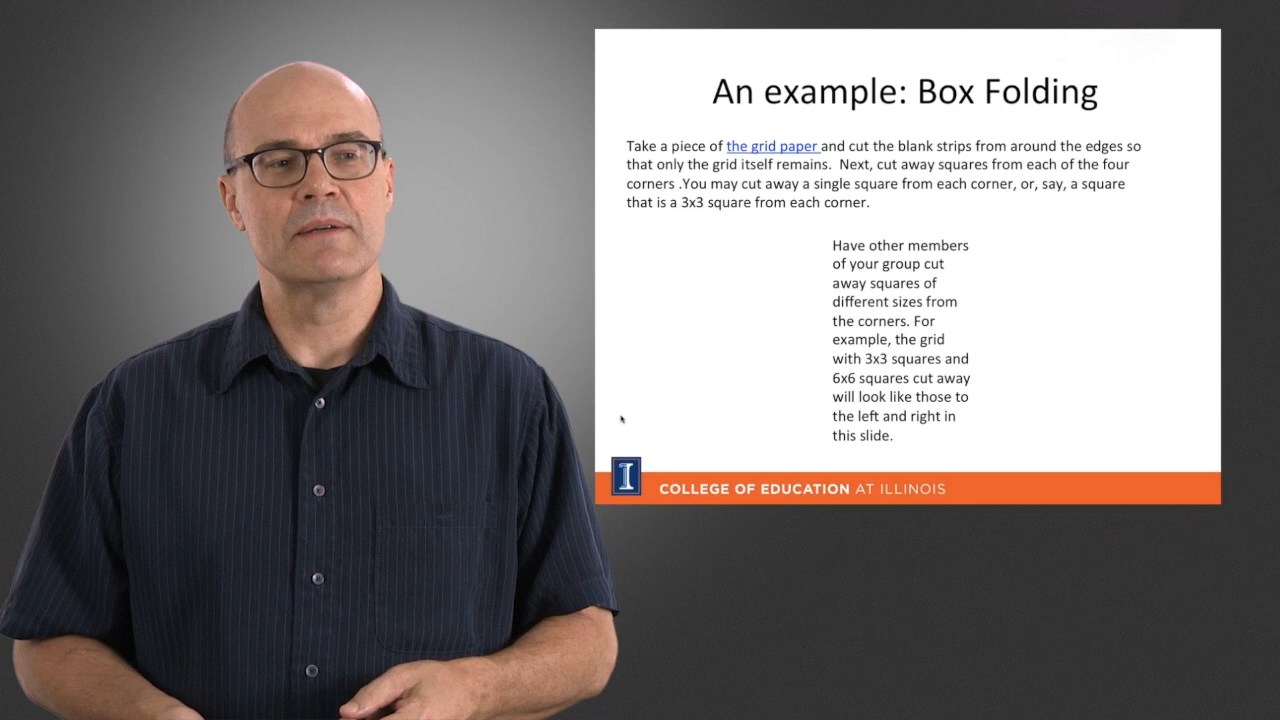 An example: Box Folding
Take a piece of the grid paper and cut the blank strips from around the edges so
that only the grid itself remains.  Next, cut away squares from each of the four
corners .You may cut away a single square from each corner, or, say, a square
that is a 3x3 square from each corner.
Have other members
of your group cut
away squares of
different sizes from
the corners. For
example, the grid
with 3x3 squares and
6x6 squares cut away
will look like those to
the left and right in
this slide.
I
COLLEGE OF EDUCATION AT ILLINOIS